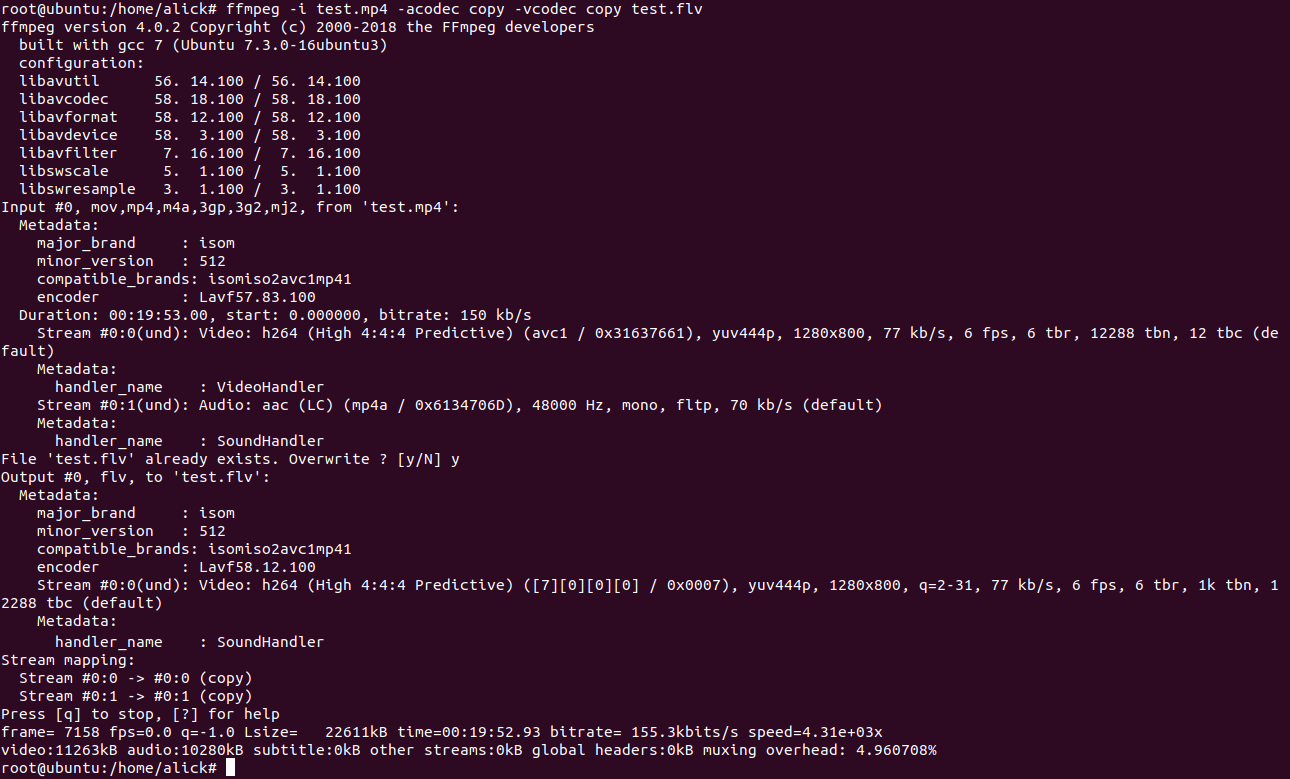 root@ubuntu:/home/alick# ffmpeg -i test.mp4 -acodec copy -vcodec copy test.flv
ffmpeg version 4.0.2 Copyright (c) 2000-2018 the FFmpeg developers
  built with gcc 7 (Ubuntu 7.3.0-16ubuntu3)
  configuration:
  libavutil      56. 14.100 / 56. 14.100
  libavcodec     58. 18.100 / 58. 18.100
  libavformat    58. 12.100 / 58. 12.100
  libavdevice    58.  3.100 / 58.  3.100
  libavfilter     7. 16.100 /  7. 16.100
  libswscale      5.  1.100 /  5.  1.100
  libswresample   3.  1.100 /  3.  1.100
Input #0, mov,mp4,m4a,3gp,3g2,mj2, from 'test.mp4':
  Metadata:
    major_brand     : isom
    minor_version   : 512
    compatible_brands: isomiso2avc1mp41
    encoder         : Lavf57.83.100
  Duration: 00:19:53.00, start: 0.000000, bitrate: 150 kb/s
    Stream #0:0(und): Video: h264 (High 4:4:4 Predictive) (avc1 / 0x31637661), yuv444p, 1280x800, 77 kb/s, 6 fps, 6 tbr, 12288 tbn, 12 tbc (de
fault)
    Metadata:
      handler_name    : VideoHandler
    Stream #0:1(und): Audio: aac (LC) (mp4a / 0x6134706D), 48000 Hz, mono, fltp, 70 kb/s (default)
    Metadata:
      handler_name    : SoundHandler
File 'test.flv' already exists. Overwrite ? [y/N] y
Output #0, flv, to 'test.flv':
  Metadata:
    major_brand     : isom
    minor_version   : 512
    compatible_brands: isomiso2avc1mp41
    encoder         : Lavf58.12.100
    Stream #0:0(und): Video: h264 (High 4:4:4 Predictive) ([7][0][0][0] / 0x0007), yuv444p, 1280x800, q=2-31, 77 kb/s, 6 fps, 6 tbr, 1k tbn, 1
2288 tbc (default)
    Metadata:
      handler_name    : SoundHandler
Stream mapping:
  Stream #0:0 -> #0:0 (copy)
  Stream #0:1 -> #0:1 (copy)
Press [q] to stop, [?] for help
frame= 7158 fps=0.0 q=-1.0 Lsize=   22611kB time=00:19:52.93 bitrate= 155.3kbits/s speed=4.31e+03x
video:11263kB audio:10280kB subtitle:0kB other streams:0kB global headers:0kB muxing overhead: 4.960708%
root@ubuntu:/home/alick#